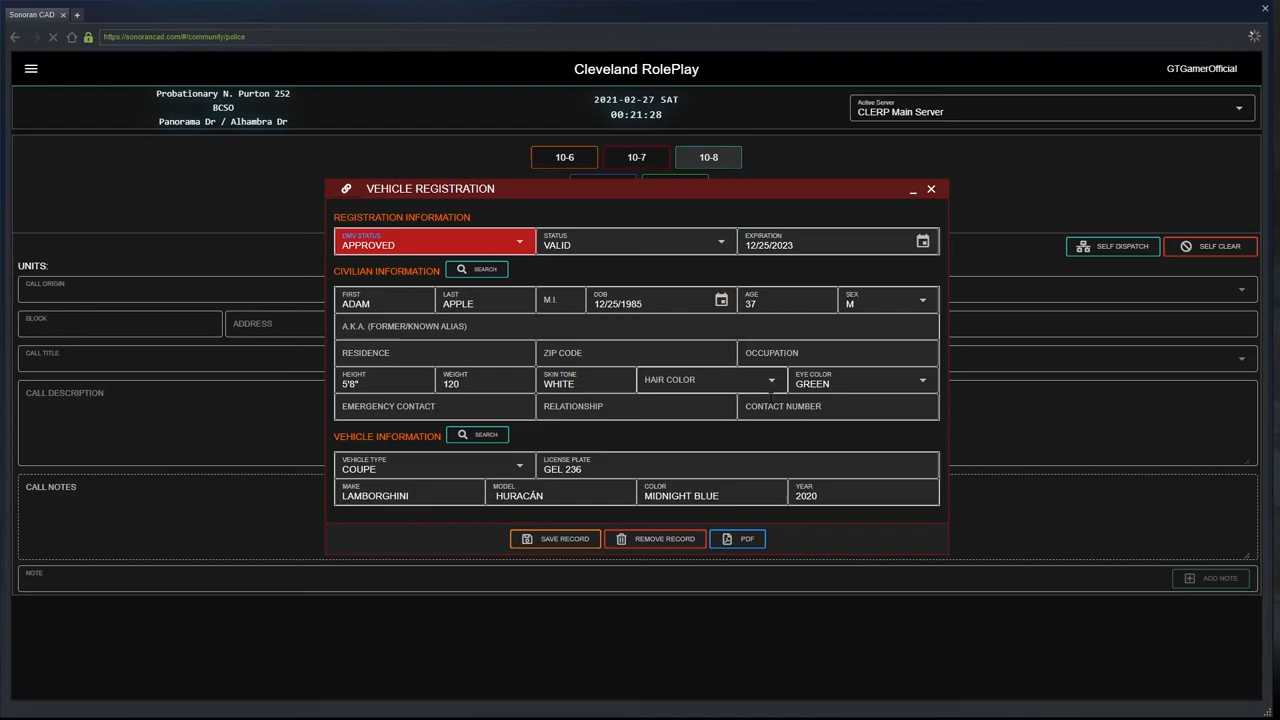 Sonoran CAD
https://sonorancad.com/#/community/police
Cleveland RolePlay
GTGamerOfficial
Probationary N. Purton 252
BCSO
Panorama Dr / Alhambra Dr
2021-02-27 SAT
00:21:28
Active Server
CLERP Main Server
10-6 10-7 10-8
VEHICLE REGISTRATION
REGISTRATION INFORMATION
DMV STATUS STATUS EXPIRATION
APPROVED VALID 12/25/2023
SELF DISPATCH SELF CLEAR
UNITS:
CIVILIAN INFORMATION SEARCH
CALL ORIGIN
FIRST LAST M.I. DOB AGE SEX
ADAM APPLE 12/25/1985 37 M
BLOCK ADDRESS
A.K.A. (FORMER/KNOWN ALIAS)
CALL TITLE
RESIDENCE ZIP CODE OCCUPATION
HEIGHT WEIGHT SKIN TONE HAIR COLOR EYE COLOR
5'8" 120 WHITE GREEN
CALL DESCRIPTION
EMERGENCY CONTACT RELATIONSHIP CONTACT NUMBER
VEHICLE INFORMATION SEARCH
VEHICLE TYPE LICENSE PLATE
COUPE GEL 236
CALL NOTES
MAKE MODEL COLOR YEAR
LAMBORGHINI HURACÁN MIDNIGHT BLUE 2020
SAVE RECORD REMOVE RECORD PDF
NOTE
ADD NOTE